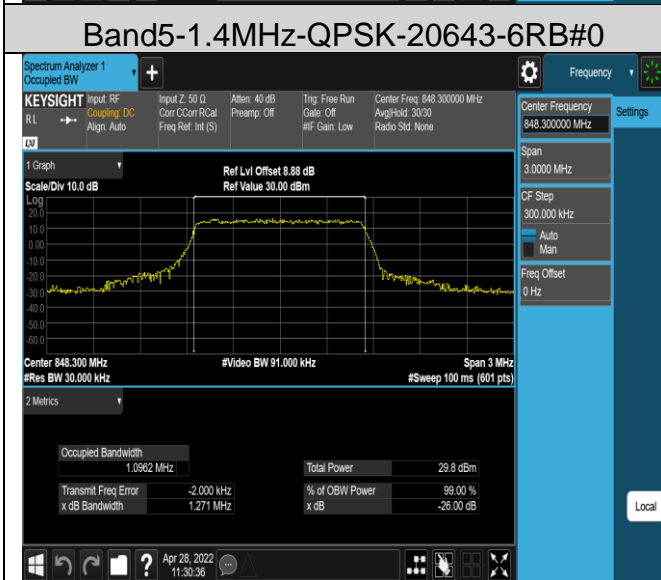 Band5-1.4MHz-QPSK-20643-6RB#0
Spectrum Analyzer 1
Occupied BW
+
Frequency
KEYSIGHT
RL
Input: RF
Coupling: DC
Align: Auto
Input Z: 50 Ω
Corr CCorr RCal
Freq Ref: Int (S)
Atten: 40 dB
Preamp: Off
Trig: Free Run
Gate: Off
#IF Gain: Low
Center Freq: 848.300000 MHz
Avg|Hold: 30/30
Radio Std: None
LXI
Center Frequency
848.300000 MHz
Settings
Span
3.0000 MHz
CF Step
300.000 kHz
Auto
Man
Freq Offset
0 Hz
1 Graph
Scale/Div 10.0 dB
Ref Lvl Offset 8.88 dB
Ref Value 30.00 dBm
Log
20.0
10.0
0.00
-10.0
-20.0
-30.0
-40.0
-50.0
-60.0
Center 848.300 MHz
#Video BW 91.000 kHz
Span 3 MHz
#Res BW 30.000 kHz
#Sweep 100 ms (601 pts)
2 Metrics
Occupied Bandwidth
1.0962 MHz
Total Power 29.8 dBm
Transmit Freq Error -2.000 kHz
% of OBW Power 99.00 %
x dB Bandwidth 1.271 MHz
x dB -26.00 dB
Local
?
Apr 28, 2022
11:30:36